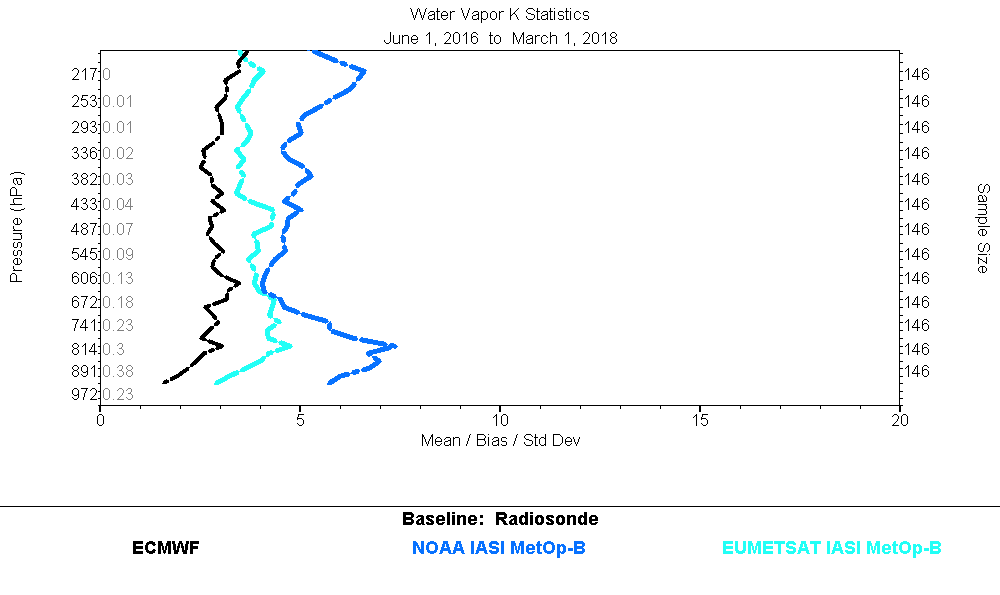 Water Vapor K Statistics
June 1, 2016 to March 1, 2018
Pressure (hPa)
217 0 146
253 0.01 146
293 0.01 146
336 0.02 146
382 0.03 146
433 0.04 146
487 0.07 146
545 0.09 146
606 0.13 146
672 0.18 146
741 0.23 146
814 0.3 146
891 0.38 146
972 0.23
Sample Size
0 5 10 15 20
Mean / Bias / Std Dev
Baseline: Radiosonde
ECMWF NOAA IASI MetOp-B EUMETSAT IASI MetOp-B